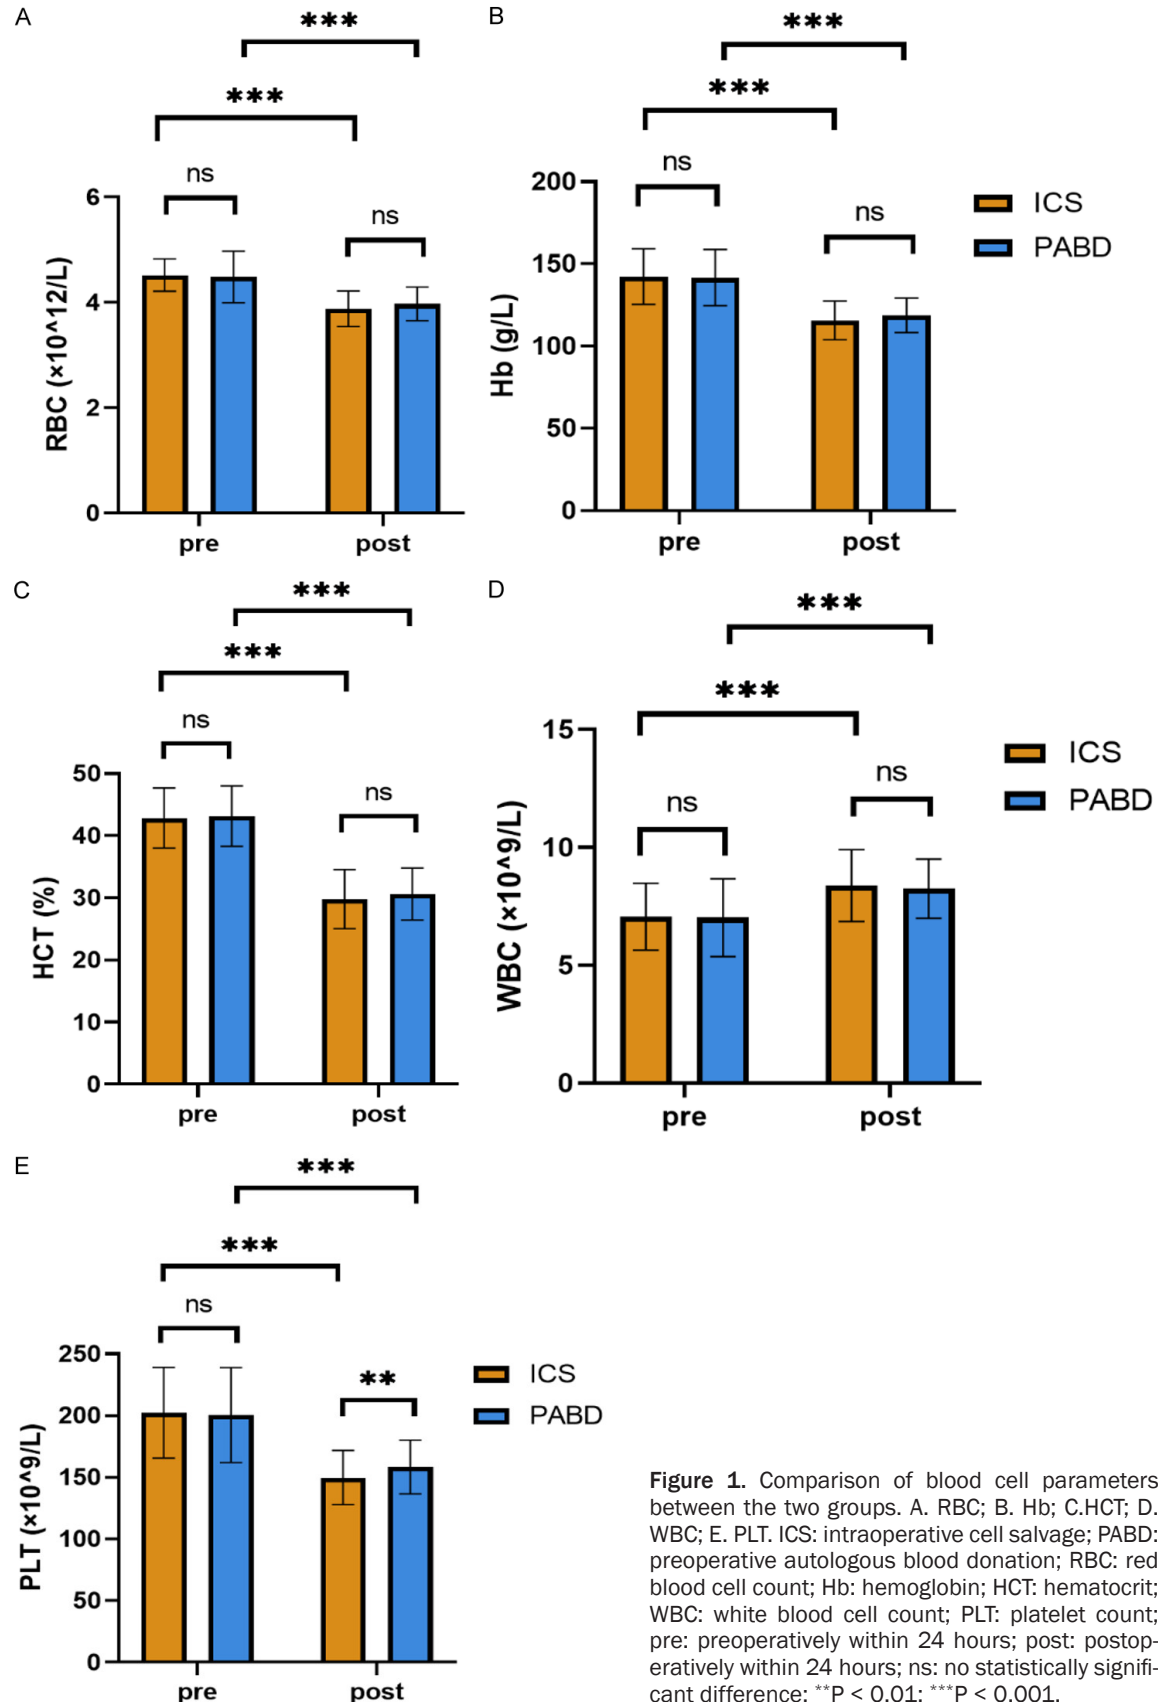 A
***
***
ns
ns
6
4
2
0
RBC (×10^12/L)
pre
post
B
***
***
ns
ns
200
150
100
50
0
Hb (g/L)
pre
post
ICS
PABD
C
***
***
ns
ns
50
40
30
20
10
0
HCT (%)
pre
post
D
***
***
ns
ns
15
10
5
0
WBC (×10^9/L)
pre
post
ICS
PABD
E
***
***
ns
**
250
200
150
100
50
0
PLT (×10^9/L)
pre
post
ICS
PABD
Figure 1. Comparison of blood cell parameters
between the two groups. A. RBC; B. Hb; C.HCT; D.
WBC; E. PLT. ICS: intraoperative cell salvage; PABD:
preoperative autologous blood donation; RBC: red
blood cell count; Hb: hemoglobin; HCT: hematocrit;
WBC: white blood cell count; PLT: platelet count;
pre: preoperatively within 24 hours; post: postop-
eratively within 24 hours; ns: no statistically signifi-
cant difference; **P < 0.01; ***P < 0.001.